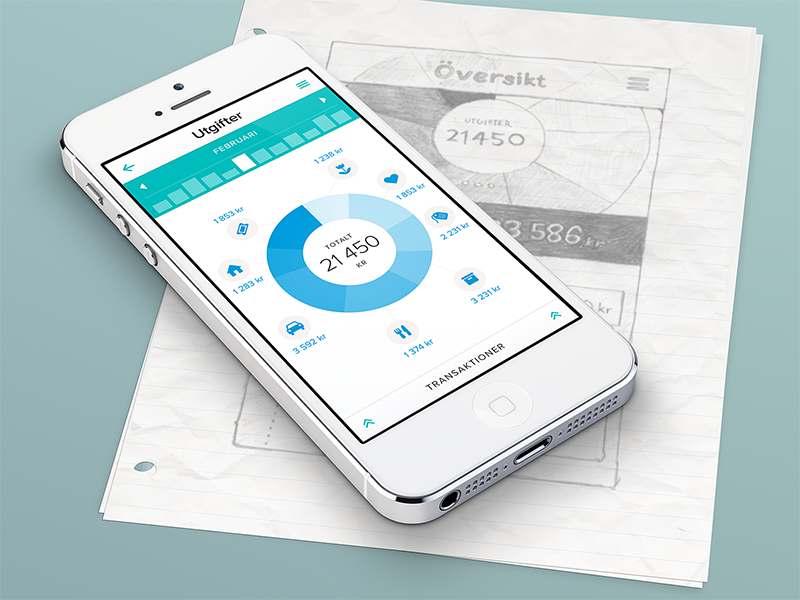 Utgifter
FEBRUARI
1 238 kr
1 853 kr
1 853 kr
2 231 kr
1 283 kr
TOTALT
21 450
KR
3 231 kr
3 592 kr
1 374 kr
TRANSAKTIONER
Översikt
UTGIFTER
21450
3 586 kr
kr